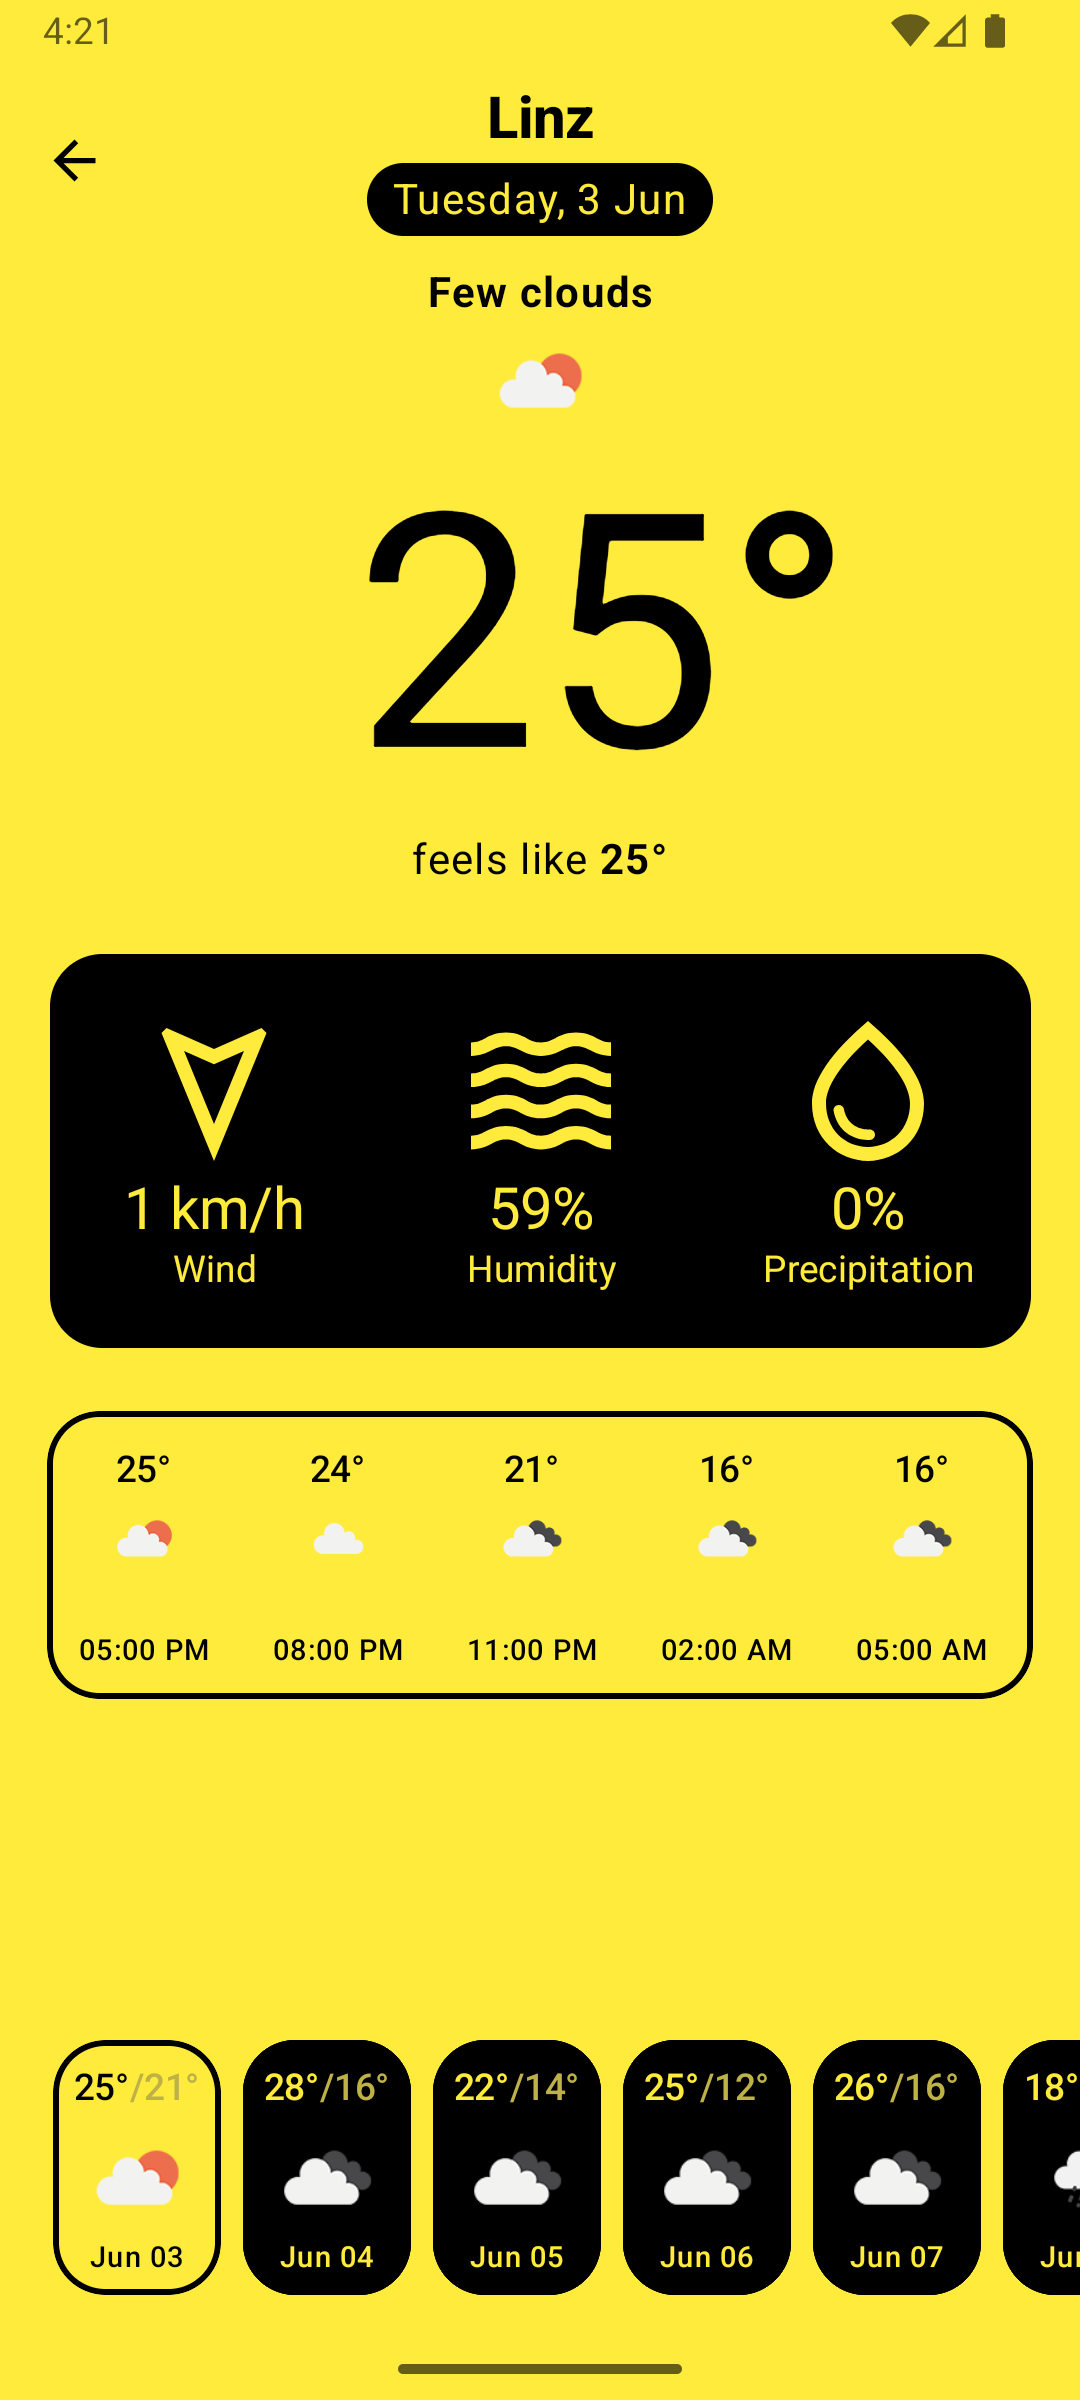 4:21
Linz
Tuesday, 3 Jun
Few clouds
25°
feels like 25°
1 km/h 59% 0%
Wind Humidity Precipitation
25° 24° 21° 16° 16°
05:00 PM 08:00 PM 11:00 PM 02:00 AM 05:00 AM
25°/21° 28°/16° 22°/14° 25°/12° 26°/16° 18°
Jun 03 Jun 04 Jun 05 Jun 06 Jun 07